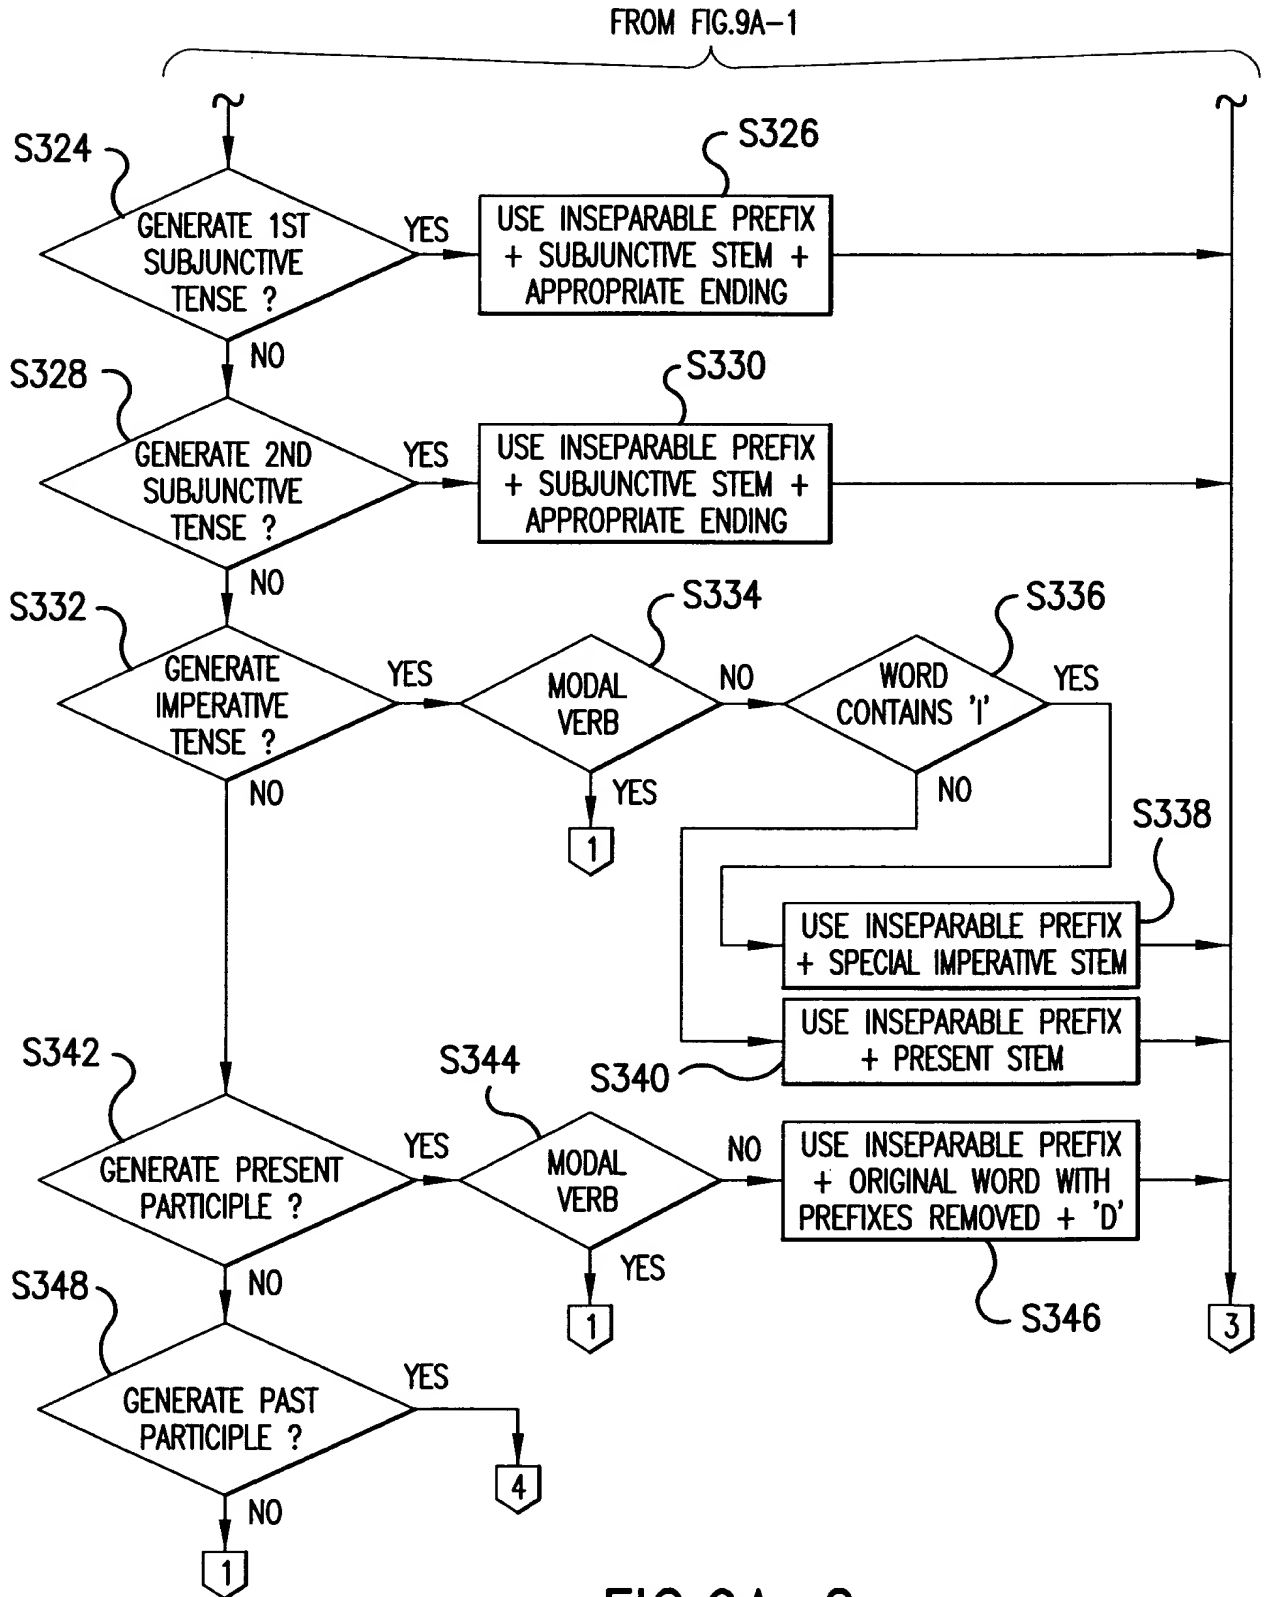 FROM FIG.9A-1
S324
GENERATE 1ST
SUBJUNCTIVE
TENSE ?
YES
NO
S326
USE INSEPARABLE PREFIX
+ SUBJUNCTIVE STEM +
APPROPRIATE ENDING
S328
GENERATE 2ND
SUBJUNCTIVE
TENSE ?
YES
NO
S330
USE INSEPARABLE PREFIX
+ SUBJUNCTIVE STEM +
APPROPRIATE ENDING
S332
GENERATE
IMPERATIVE
TENSE ?
YES
NO
S334
MODAL
VERB
NO
YES
1
S336
WORD
CONTAINS 'I'
YES
NO
S338
USE INSEPARABLE PREFIX
+ SPECIAL IMPERATIVE STEM
S340
USE INSEPARABLE PREFIX
+ PRESENT STEM
S342
GENERATE PRESENT
PARTICIPLE ?
YES
NO
S344
MODAL
VERB
NO
YES
1
S346
USE INSEPARABLE PREFIX
+ ORIGINAL WORD WITH
PREFIXES REMOVED + 'D'
3
S348
GENERATE PAST
PARTICIPLE ?
YES
4
NO
1